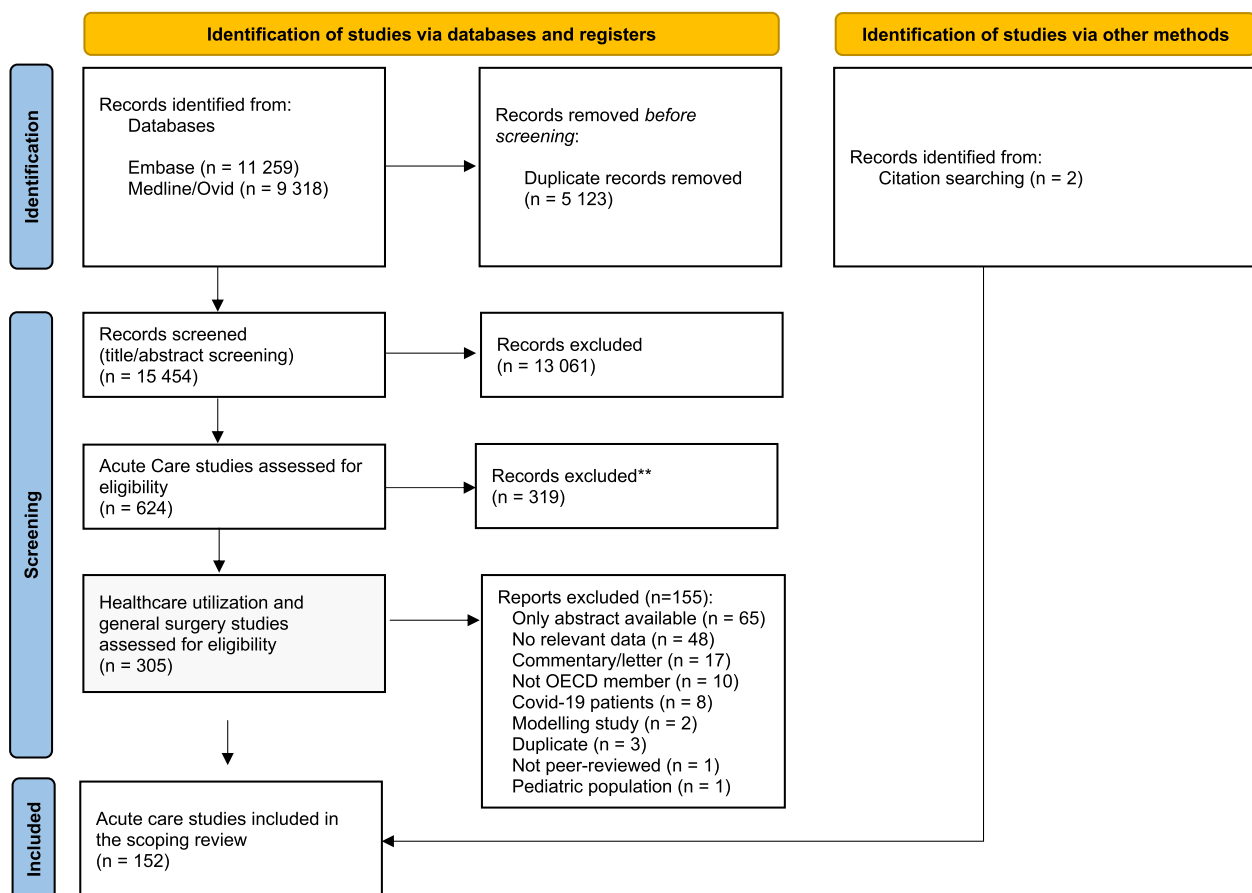 Identification of studies via databases and registers
Identification of studies via other methods
Identification
Records identified from:
Databases
Embase (n = 11 259)
Medline/Ovid (n = 9 318)
Records removed before
screening:
Duplicate records removed
(n = 5 123)
Records identified from:
Citation searching (n = 2)
Screening
Records screened
(title/abstract screening)
(n = 15 454)
Records excluded
(n = 13 061)
Acute Care studies assessed for
eligibility
(n = 624)
Records excluded**
(n = 319)
Healthcare utilization and
general surgery studies
assessed for eligibility
(n = 305)
Reports excluded (n=155):
Only abstract available (n = 65)
No relevant data (n = 48)
Commentary/letter (n = 17)
Not OECD member (n = 10)
Covid-19 patients (n = 8)
Modelling study (n = 2)
Duplicate (n = 3)
Not peer-reviewed (n = 1)
Pediatric population (n = 1)
Included
Acute care studies included in
the scoping review
(n = 152)